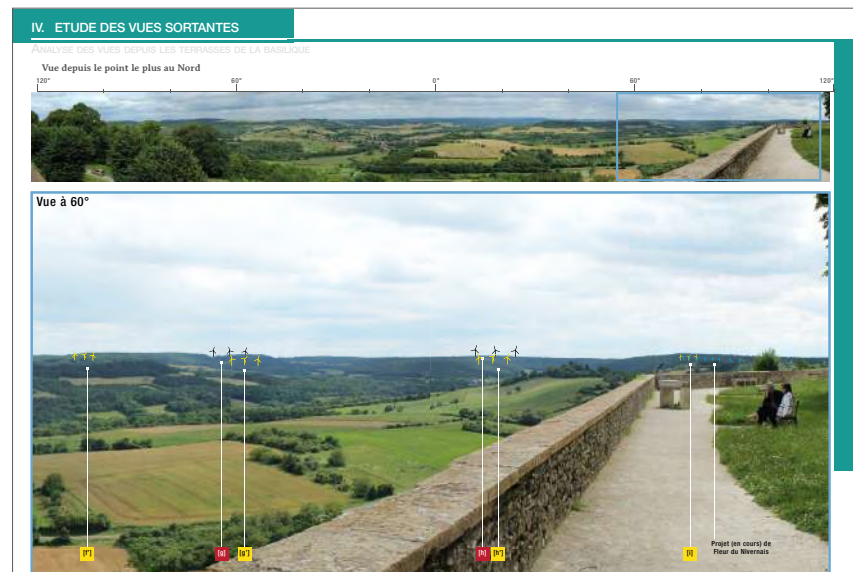 IV. ETUDE DES VUES SORTANTES
ANALYSE DES VUES DEPUIS LES TERRASSES DE LA BASILIQUE
Vue depuis le point le plus au Nord
120° 60° 0° 60° 120°
Vue à 60°
[f'] [g] [g'] [h] [h'] [i]
Projet (en cours) de
Fleur du Nivernais